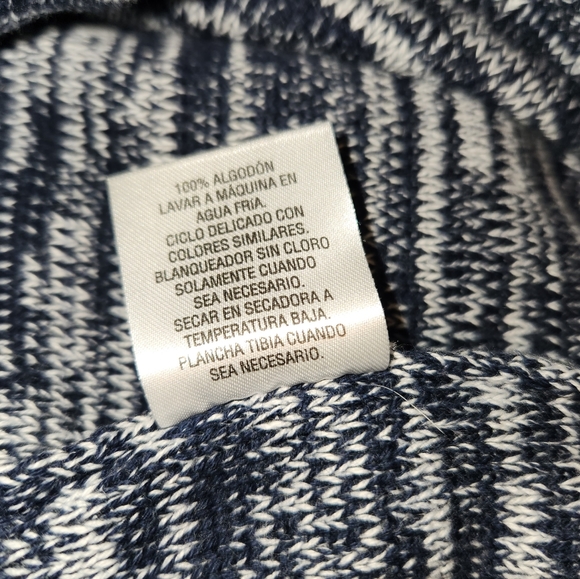 100% ALGODÓN
LAVAR A MÁQUINA EN
AGUA FRIA.
CICLO DELICADO CON
COLORES SIMILARES.
BLANQUEADOR SIN CLORO
SOLAMENTE CUANDO
SEA NECESARIO.
SECAR EN SECADORA A
TEMPERATURA BAJA.
PLANCHA TIBIA CUANDO
SEA NECESARIO.